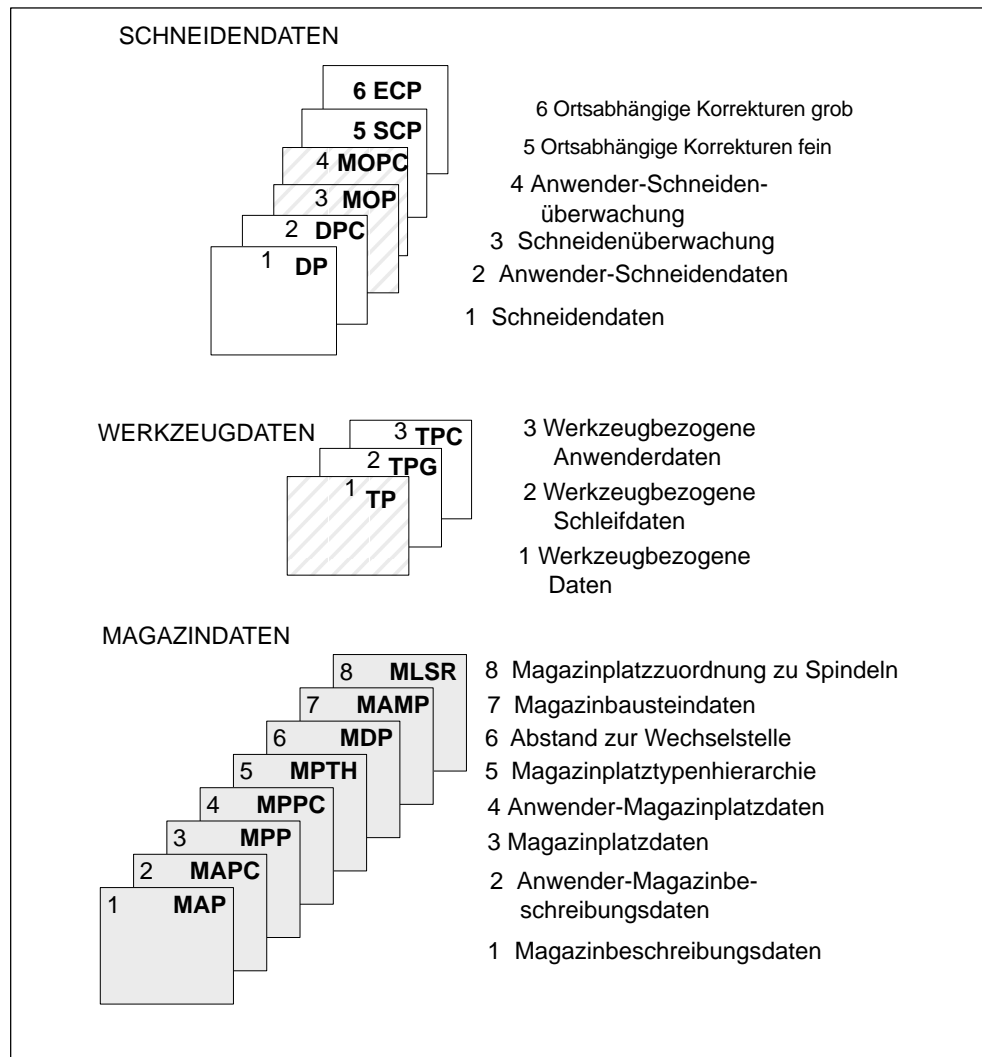 SCHNEIDENDATEN
6 ECP
5 SCP
4 MOPC
3 MOP
2 DPC
1 DP
6 Ortsabhängige Korrekturen grob
5 Ortsabhängige Korrekturen fein
4 Anwender-Schneiden-
überwachung
3 Schneidenüberwachung
2 Anwender-Schneidendaten
1 Schneidendaten
WERKZEUGDATEN
3 TPC
2 TPG
1 TP
3 Werkzeugbezogene
Anwenderdaten
2 Werkzeugbezogene
Schleifdaten
1 Werkzeugbezogene
Daten
MAGAZINDATEN
8 MLSR
7 MAMP
6 MDP
5 MPTH
4 MPPC
3 MPP
2 MAPC
1 MAP
8 Magazinplatzzuordnung zu Spindeln
7 Magazinbausteindaten
6 Abstand zur Wechselstelle
5 Magazinplatztypenhierarchie
4 Anwender-Magazinplatzdaten
3 Magazinplatzdaten
2 Anwender-Magazinbe-
schreibungsdaten
1 Magazinbeschreibungsdaten